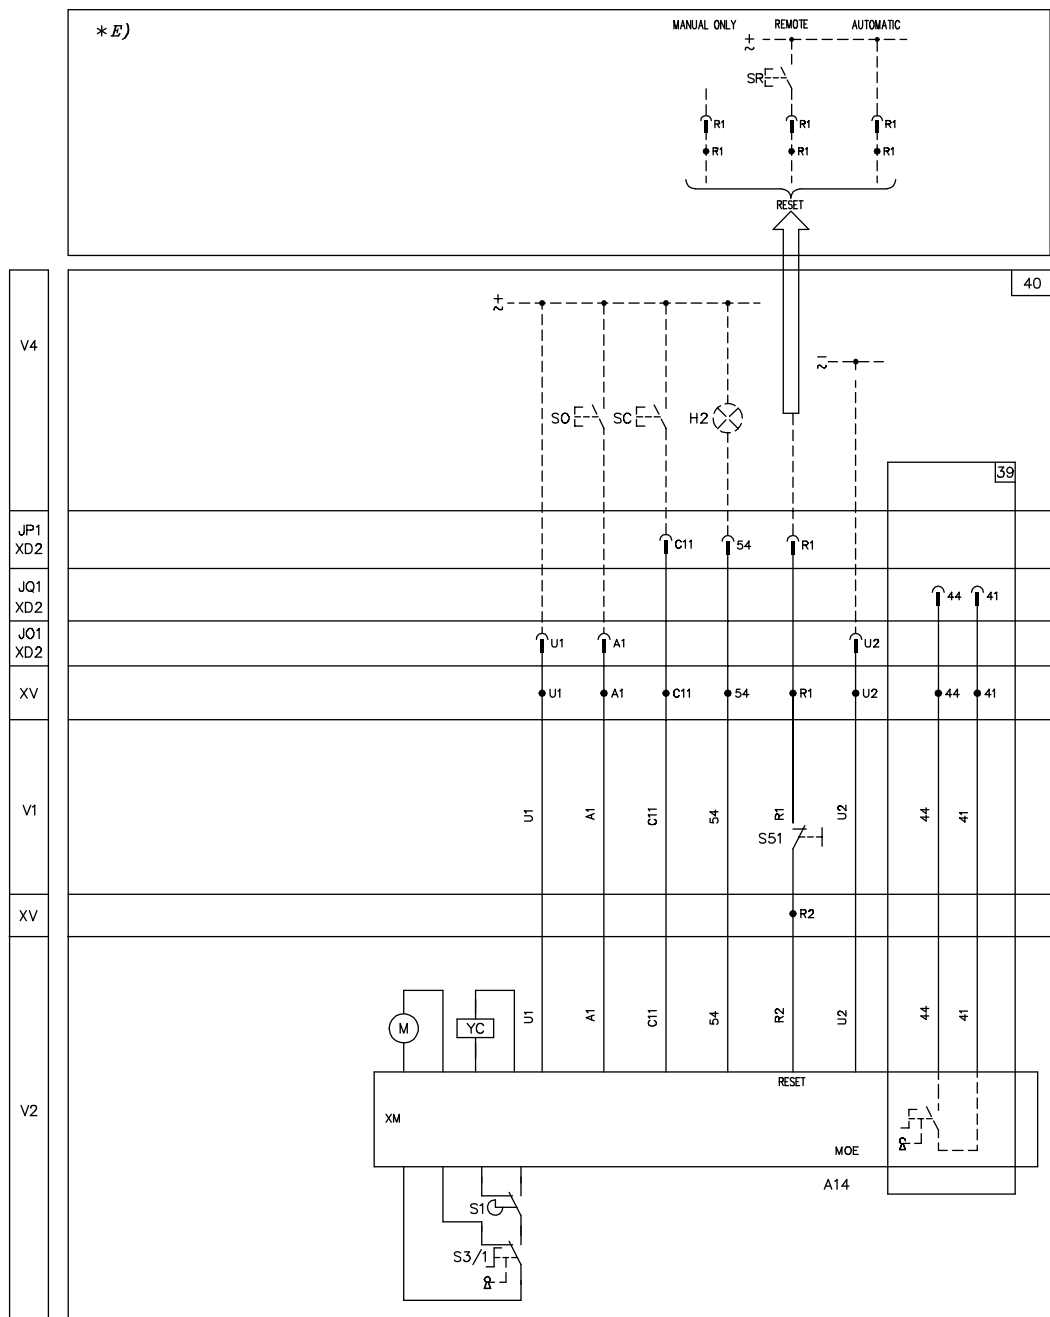 *E)
MANUAL ONLY REMOTE AUTOMATIC
+
~
SR
R1 R1 R1
R1 R1 R1
RESET
40
+
~
V4
–
~
SO SC H2
39
JP1
XD2
C11 54 R1
JQ1
XD2
44 41
JO1
XD2
U1 A1 U2
XV
U1 A1 C11 54 R1 U2 44 41
V1
U1 A1 C11 54 R1 U2 44 41
S51
XV
R2
M YC
U1 A1 C11 54 R2 U2 44 41
RESET
V2
XM
MOE
A14
S1
S3/1